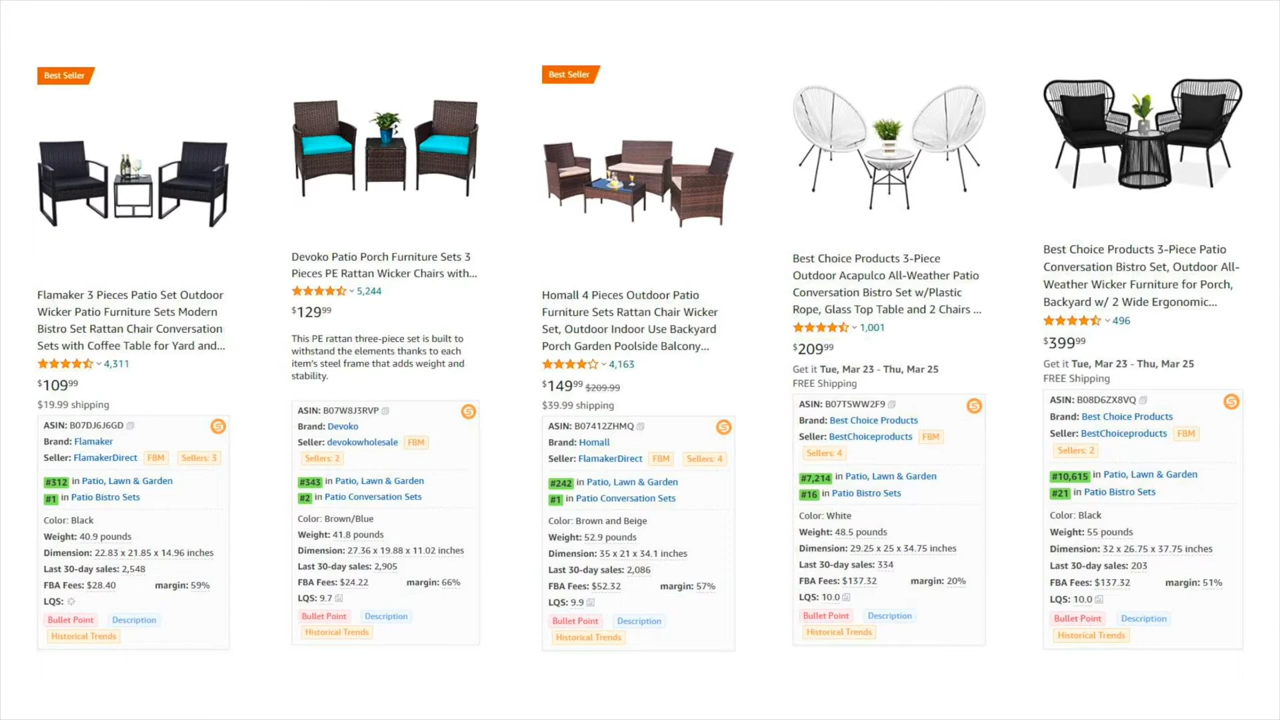 Best Seller
Flamaker 3 Pieces Patio Set Outdoor
Wicker Patio Furniture Sets Modern
Bistro Set Rattan Chair Conversation
Sets with Coffee Table for Yard and...
4,311
$10999
$19.99 shipping
ASIN: B07DJ6J6GD
Brand: Flamaker
Seller: FlamakerDirect FBM Sellers: 3
#312 in Patio, Lawn & Garden
#1 in Patio Bistro Sets
Color: Black
Weight: 40.9 pounds
Dimension: 22.83 x 21.85 x 14.96 inches
Last 30-day sales: 2,548
FBA Fees: $28.40 margin: 59%
LQS:
Bullet Point Description
Historical Trends
Devoko Patio Porch Furniture Sets 3
Pieces PE Rattan Wicker Chairs with...
5,244
$12999
This PE rattan three-piece set is built to
withstand the elements thanks to each
item's steel frame that adds weight and
stability.
ASIN: B07W8J3RVP
Brand: Devoko
Seller: devokowholesale FBM
Sellers: 2
#343 in Patio, Lawn & Garden
#2 in Patio Conversation Sets
Color: Brown/Blue
Weight: 41.8 pounds
Dimension: 27.36 x 19.88 x 11.02 inches
Last 30-day sales: 2,905
FBA Fees: $24.22 margin: 66%
LQS: 9.7
Bullet Point Description
Historical Trends
Best Seller
Homall 4 Pieces Outdoor Patio
Furniture Sets Rattan Chair Wicker
Set, Outdoor Indoor Use Backyard
Porch Garden Poolside Balcony...
4,163
$14999 $209.99
$39.99 shipping
ASIN: B07412ZHMQ
Brand: Homall
Seller: FlamakerDirect FBM Sellers: 4
#242 in Patio, Lawn & Garden
#1 in Patio Conversation Sets
Color: Brown and Beige
Weight: 52.9 pounds
Dimension: 35 x 21 x 34.1 inches
Last 30-day sales: 2,086
FBA Fees: $52.32 margin: 57%
LQS: 9.9
Bullet Point Description
Historical Trends
Best Choice Products 3-Piece
Outdoor Acapulco All-Weather Patio
Conversation Bistro Set w/Plastic
Rope, Glass Top Table and 2 Chairs ...
1,001
$20999
Get it Tue, Mar 23 - Thu, Mar 25
FREE Shipping
ASIN: B07TSWW2F9
Brand: Best Choice Products
Seller: BestChoiceproducts FBM
Sellers: 4
#7,214 in Patio, Lawn & Garden
#16 in Patio Bistro Sets
Color: White
Weight: 48.5 pounds
Dimension: 29.25 x 25 x 34.75 inches
Last 30-day sales: 334
FBA Fees: $137.32 margin: 20%
LQS: 10.0
Bullet Point Description
Historical Trends
Best Choice Products 3-Piece Patio
Conversation Bistro Set, Outdoor All-
Weather Wicker Furniture for Porch,
Backyard w/ 2 Wide Ergonomic...
496
$39999
Get it Tue, Mar 23 - Thu, Mar 25
FREE Shipping
ASIN: B08D6ZX8VQ
Brand: Best Choice Products
Seller: BestChoiceproducts FBM
Sellers: 2
#10,615 in Patio, Lawn & Garden
#21 in Patio Bistro Sets
Color: Black
Weight: 55 pounds
Dimension: 32 x 26.75 x 37.75 inches
Last 30-day sales: 203
FBA Fees: $137.32 margin: 51%
LQS: 10.0
Bullet Point Description
Historical Trends